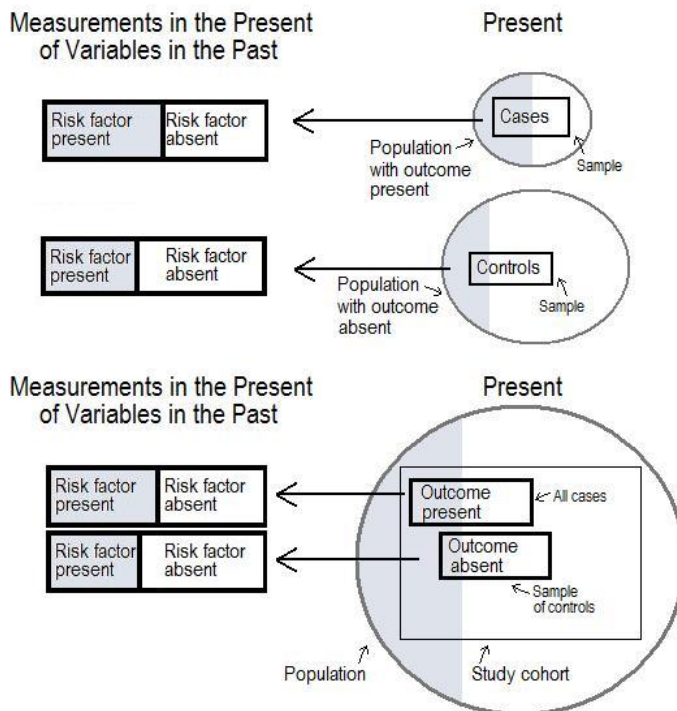 Measurements in the Present
of Variables in the Past
Present
Risk factor
present
Risk factor
absent
Cases
Population
with outcome
present
Sample
Risk factor
present
Risk factor
absent
Controls
Population
with outcome
absent
Sample
Measurements in the Present
of Variables in the Past
Present
Risk factor
present
Risk factor
absent
Outcome
present
All cases
Risk factor
present
Risk factor
absent
Outcome
absent
Sample
of controls
Population
Study cohort